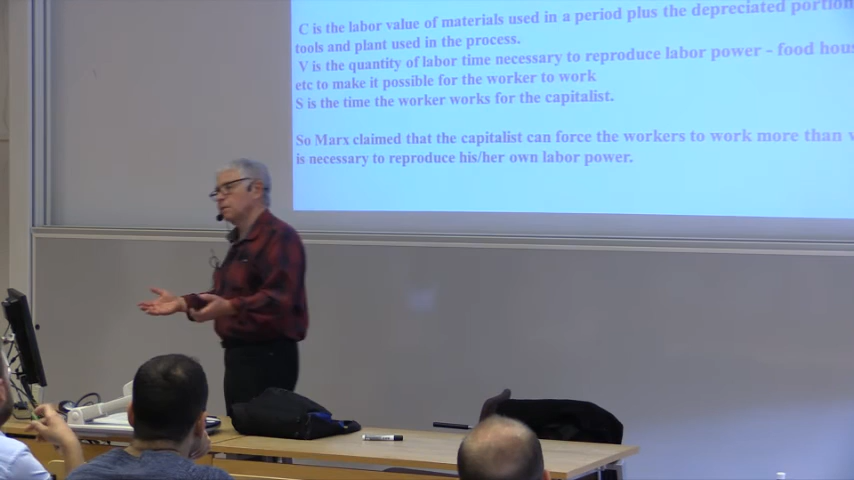 C is the labor value of materials used in a period plus the depreciated portion
tools and plant used in the process.
V is the quantity of labor time necessary to reproduce labor power – food
etc to make it possible for the worker to work
S is the time the worker works for the capitalist.
So Marx claimed that the capitalist can force the workers to work more than
is necessary to reproduce his/her own labor power.